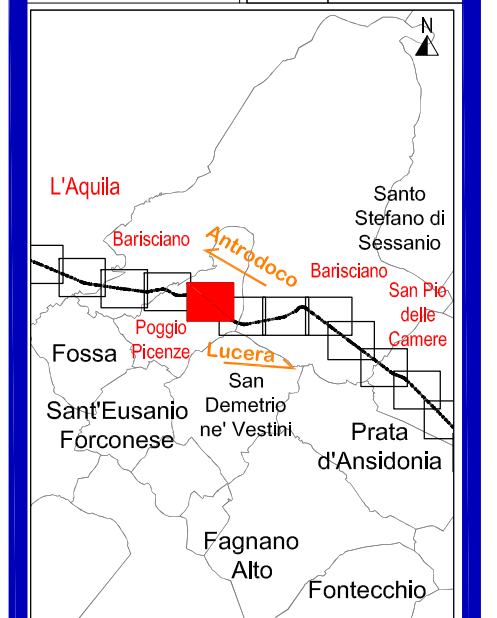 N
L'Aquila
Santo
Stefano di
Sessanio
Barisciano
Antrodoco
Barisciano
San Pio
delle
Camere
Poggio
Picenze
Fossa
Lucera
San
Demetrio
ne' Vestini
Sant'Eusanio
Forconese
Prata
d'Ansidonia
Fagnano
Alto
Fontecchio